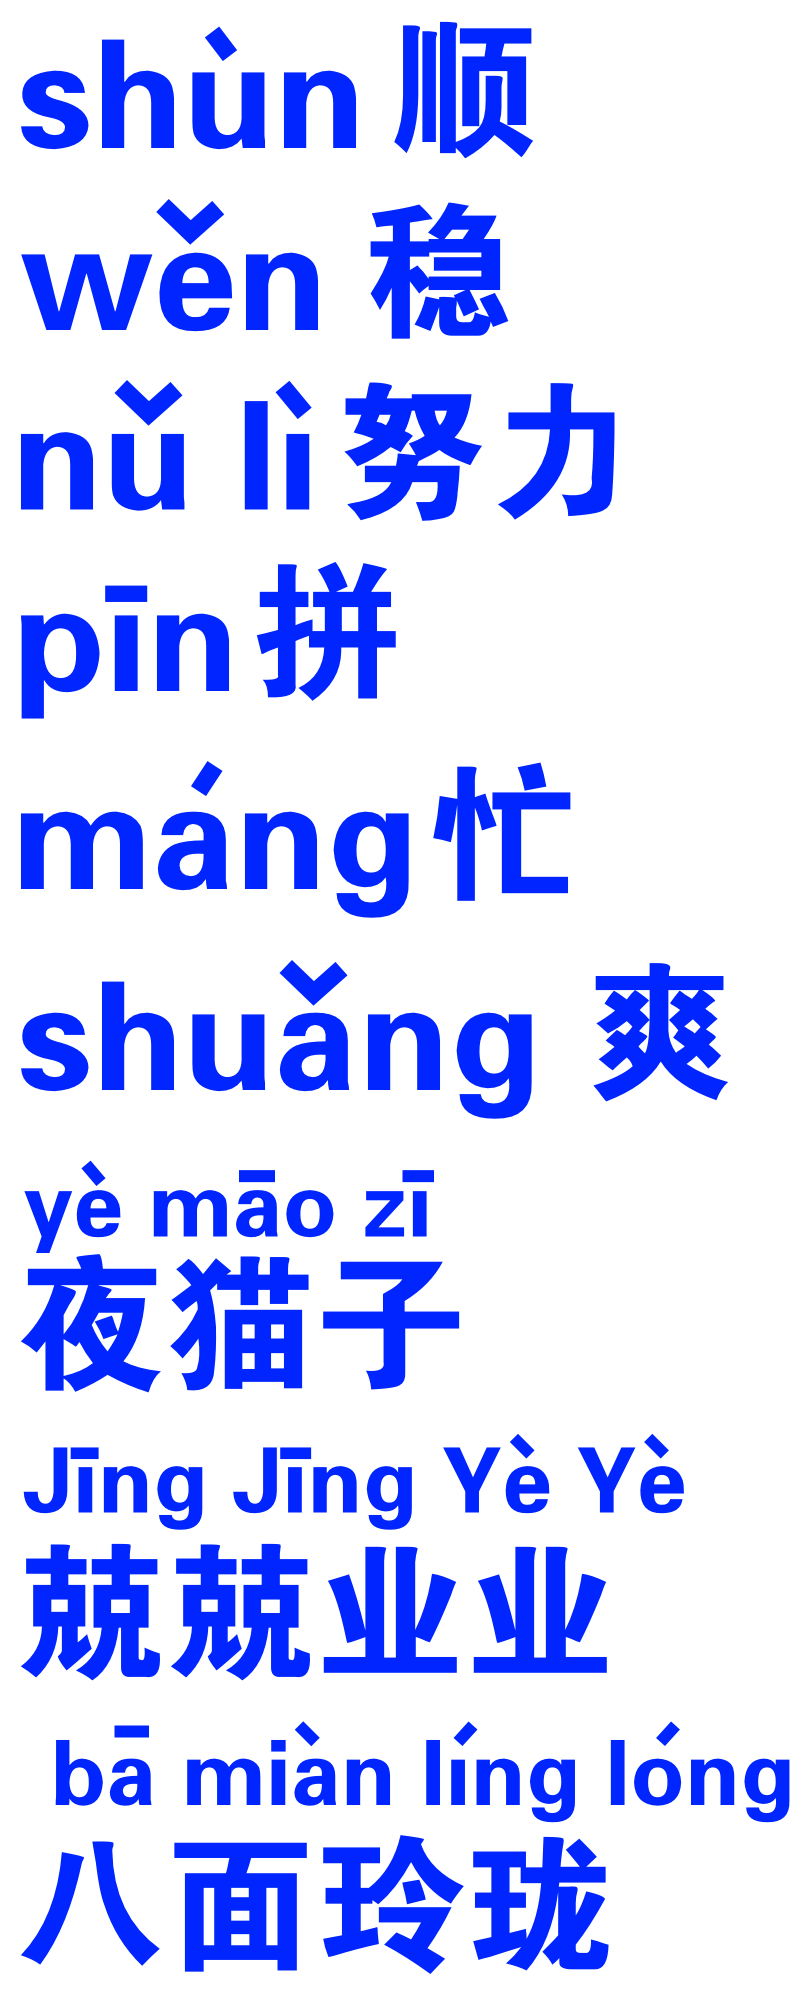 shùn 顺
wěn 稳
nǔ lì 努力
pīn 拼
máng 忙
shuǎng 爽
yè māo zī
夜猫子
Jīng Jīng Yè Yè
兢兢业业
bā miàn líng lóng
八面玲珑